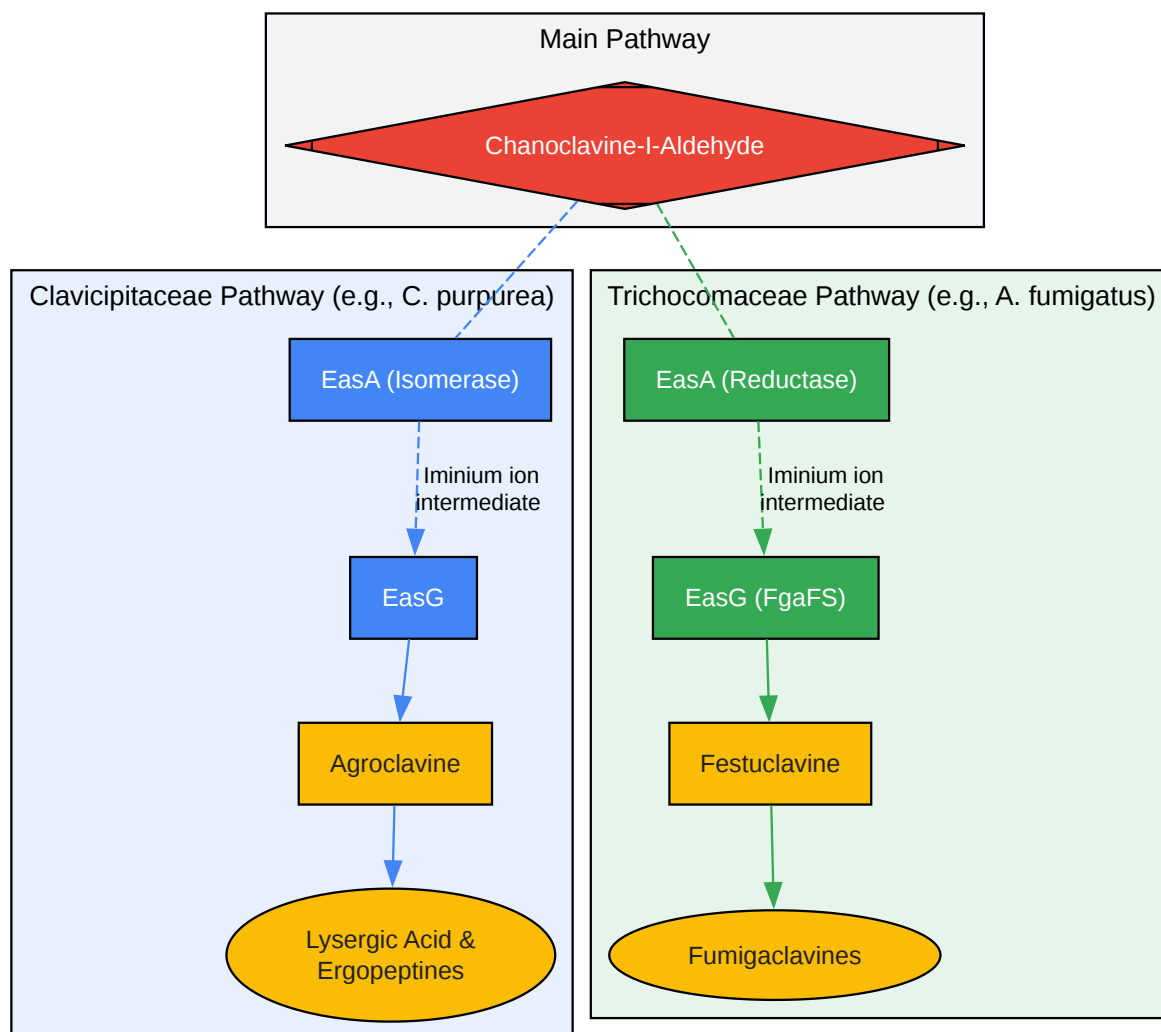 Main Pathway
Chanoclavine-I-Aldehyde
Clavicipitaceae Pathway (e.g., C. purpurea)
EasA (Isomerase)
Iminium ion
intermediate
EasG
Agroclavine
Lysergic Acid &
Ergopeptines
Trichocomaceae Pathway (e.g., A. fumigatus)
EasA (Reductase)
Iminium ion
intermediate
EasG (FgaFS)
Festuclavine
Fumigaclavines